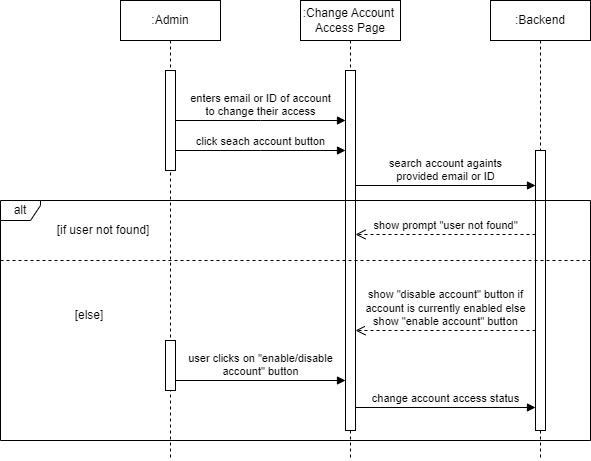 :Admin
:Change Account
Access Page
:Backend
enters email or ID of account
to change their access
click seach account button
search account againts
provided email or ID
alt
[if user not found]
show prompt "user not found"
[else]
show "disable account" button if
account is currently enabled else
show "enable account" button
user clicks on "enable/disable
account" button
change account access status